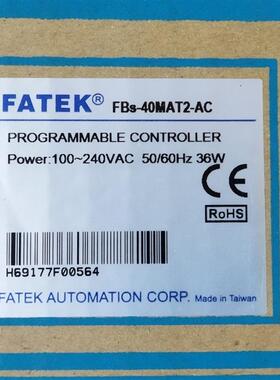 FATEK® FBs-40MAT2-AC
PROGRAMMABLE CONTROLLER
Power:100~240VAC 50/60Hz 36W
CE
RoHS
H69177F00564
FATEK AUTOMATION CORP. Made in Taiwan